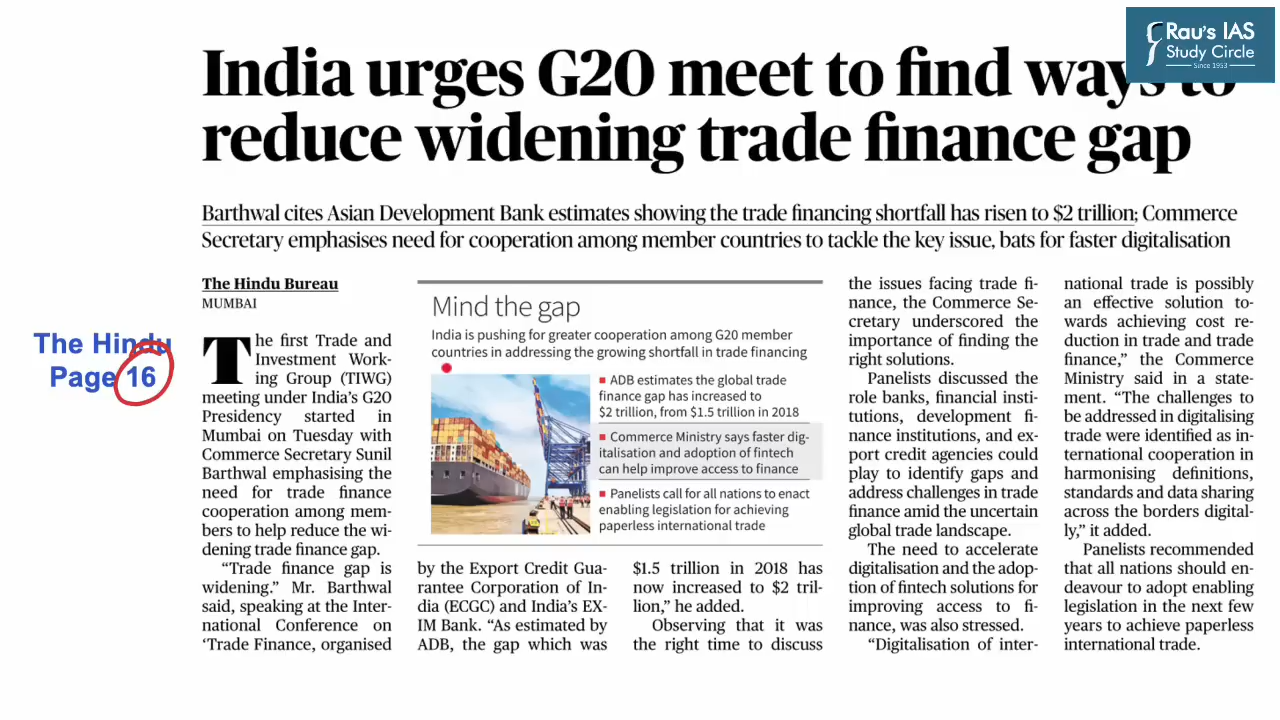 Rau's IAS
Study Circle
Since 1953
India urges G20 meet to find ways to
reduce widening trade finance gap
Barthwal cites Asian Development Bank estimates showing the trade financing shortfall has risen to $2 trillion; Commerce
Secretary emphasises need for cooperation among member countries to tackle the key issue, bats for faster digitalisation
The Hindu
Page 16
The Hindu Bureau
MUMBAI
The first Trade and
Investment Work-
ing Group (TIWG)
meeting under India's G20
Presidency started in
Mumbai on Tuesday with
Commerce Secretary Sunil
Barthwal emphasising the
need for trade finance
cooperation among mem-
bers to help reduce the wi-
dening trade finance gap.
“Trade finance gap is
widening.” Mr. Barthwal
said, speaking at the Inter-
national Conference on
‘Trade Finance, organised
Mind the gap
India is pushing for greater cooperation among G20 member
countries in addressing the growing shortfall in trade financing
ADB estimates the global trade
finance gap has increased to
$2 trillion, from $1.5 trillion in 2018
Commerce Ministry says faster dig-
italisation and adoption of fintech
can help improve access to finance
Panelists call for all nations to enact
enabling legislation for achieving
paperless international trade
by the Export Credit Gua-
rantee Corporation of In-
dia (ECGC) and India's EX-
IM Bank. “As estimated by
ADB, the gap which was
$1.5 trillion in 2018 has
now increased to $2 tril-
lion,” he added.
Observing that it was
the right time to discuss
the issues facing trade fi-
nance, the Commerce Se-
cretary underscored the
importance of finding the
right solutions.
Panelists discussed the
role banks, financial insti-
tutions, development fi-
nance institutions, and ex-
port credit agencies could
play to identify gaps and
address challenges in trade
finance amid the uncertain
global trade landscape.
The need to accelerate
digitalisation and the adop-
tion of fintech solutions for
improving access to fi-
nance, was also stressed.
“Digitalisation of inter-
national trade is possibly
an effective solution to-
wards achieving cost re-
duction in trade and trade
finance,” the Commerce
Ministry said in a state-
ment. “The challenges to
be addressed in digitalising
trade were identified as in-
ternational cooperation in
harmonising definitions,
standards and data sharing
across the borders digital-
ly,” it added.
Panelists recommended
that all nations should en-
deavour to adopt enabling
legislation in the next few
years to achieve paperless
international trade.